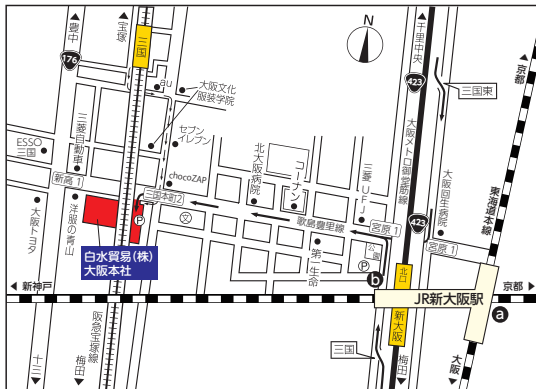 豊中
宝塚
三国
N
千里中央
京都
176
423
三国東
au
大阪文化
服装学院
セブン
イレブン
三菱自動車
ESSO
三国
chocoZAP
北大阪病院
コーナン
三菱UFJ
大阪メトロ御堂筋線
大阪回生病院
東海道本線
新高1
三国本町2
歌島豊里線
宮原1
423
宮原1
大阪トヨタ
洋服の青山
P
文
第一生命
公園
P
白水貿易(株)
大阪本社
b
北口
新神戸
JR新大阪駅
京都
新大阪
a
阪急宝塚線
三国
十三
梅田
梅田
大阪